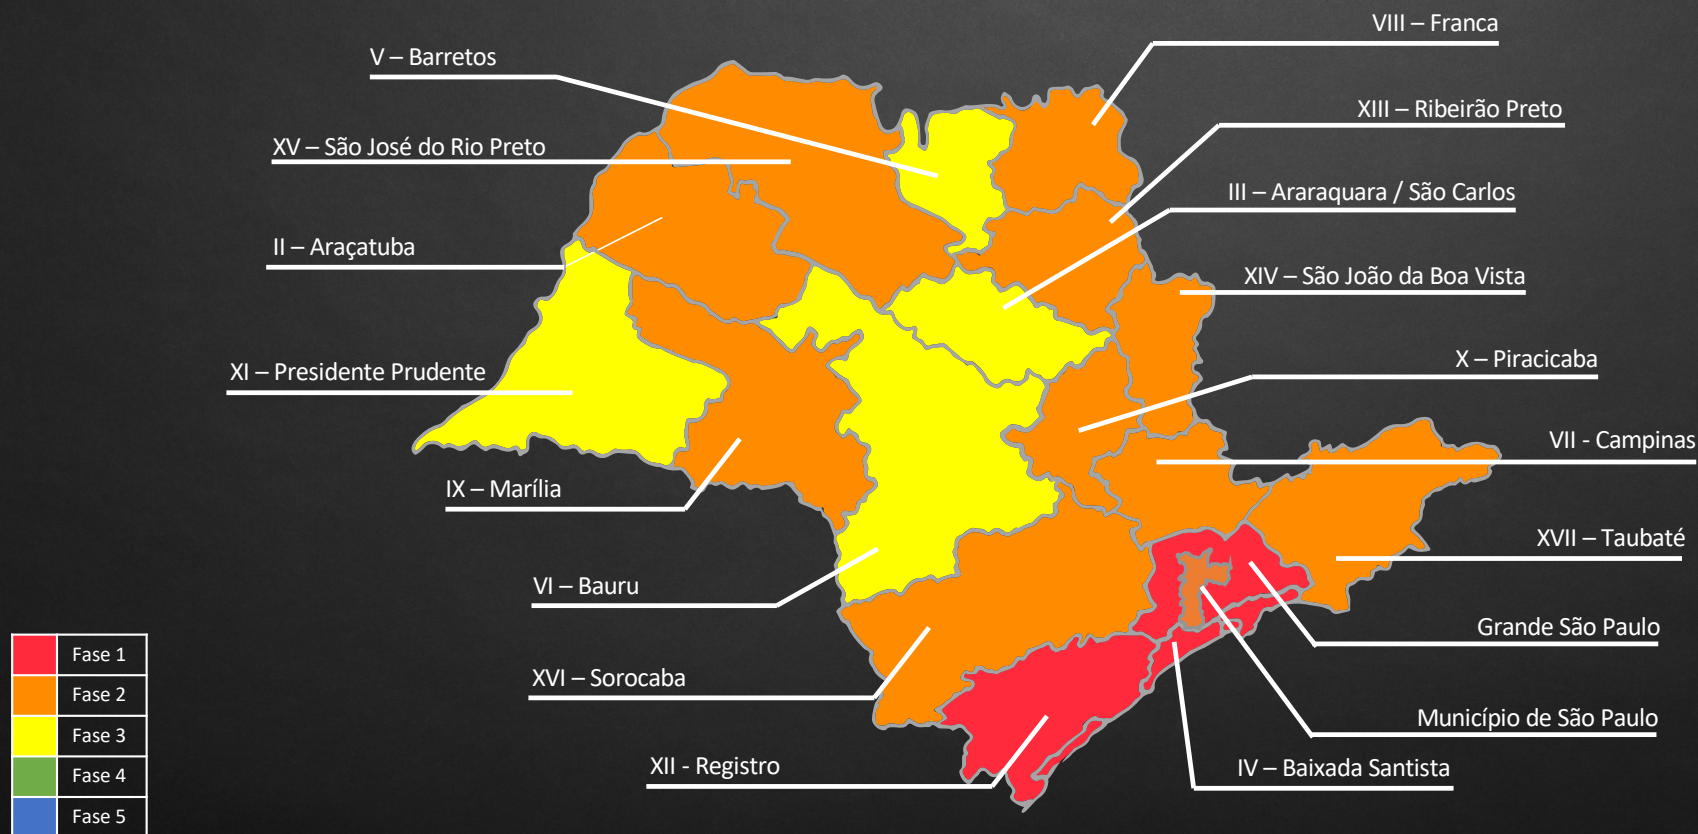 VIII – Franca
V – Barretos
XIII – Ribeirão Preto
XV – São José do Rio Preto
III – Araraquara / São Carlos
II – Araçatuba
XIV – São João da Boa Vista
X – Piracicaba
XI – Presidente Prudente
VII - Campinas
IX – Marília
XVII – Taubaté
VI – Bauru
Grande São Paulo
XVI – Sorocaba
Município de São Paulo
XII - Registro
IV – Baixada Santista
Fase 1
Fase 2
Fase 3
Fase 4
Fase 5